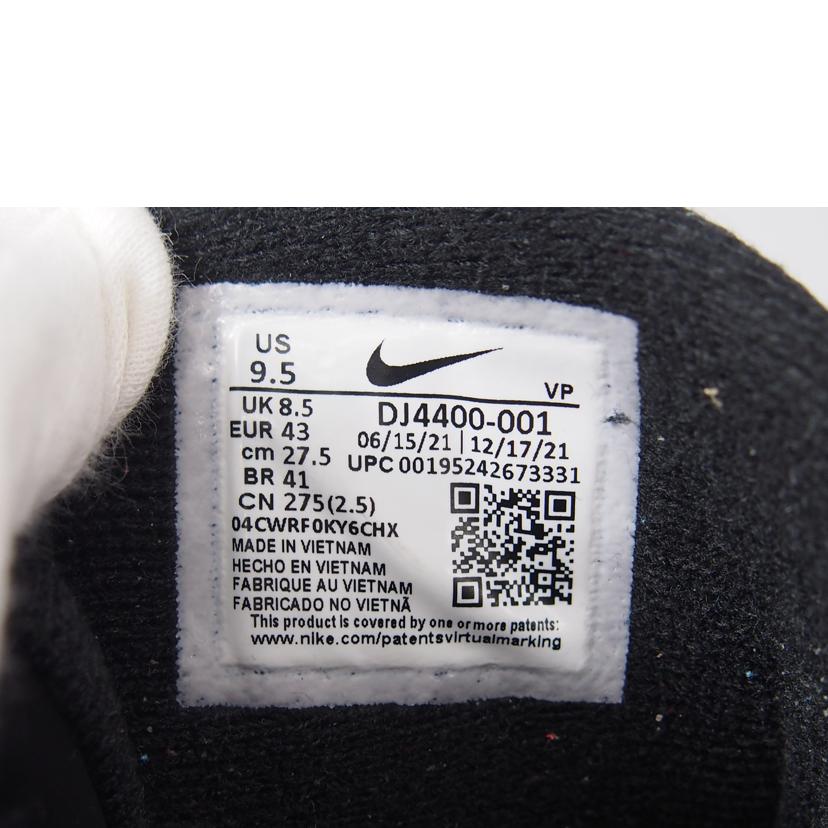 US
9.5
VP
UK 8.5
EUR 43
cm 27.5
BR 41
CN 275(2.5)
DJ4400-001
06/15/21 | 12/17/21
UPC 00195242673331
04CWRF0KY6CHX
MADE IN VIETNAM
HECHO EN VIETNAM
FABRIQUE AU VIETNAM
FABRICADO NO VIETNÃ
This product is covered by one or more patents:
www.nike.com/patentsvirtualmarking